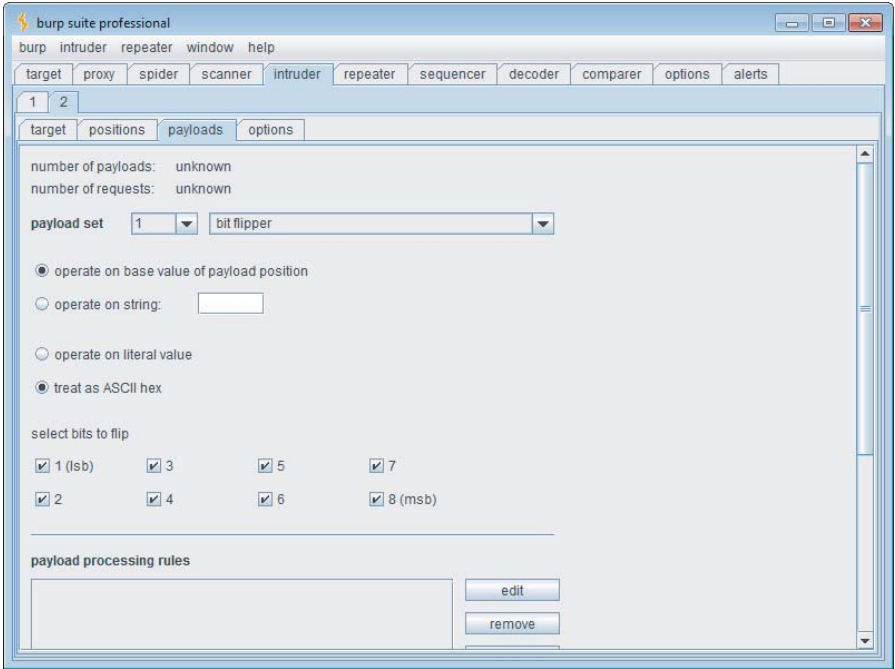 burp suite professional
burp intruder repeater window help
target proxy spider scanner intruder repeater sequencer decoder comparer options alerts
1 2
target positions payloads options
number of payloads: unknown
number of requests: unknown
payload set 1 bit flipper
operate on base value of payload position
operate on string:
operate on literal value
treat as ASCII hex
select bits to flip
1 (lsb) 3 5 7
2 4 6 8 (msb)
payload processing rules
edit
remove